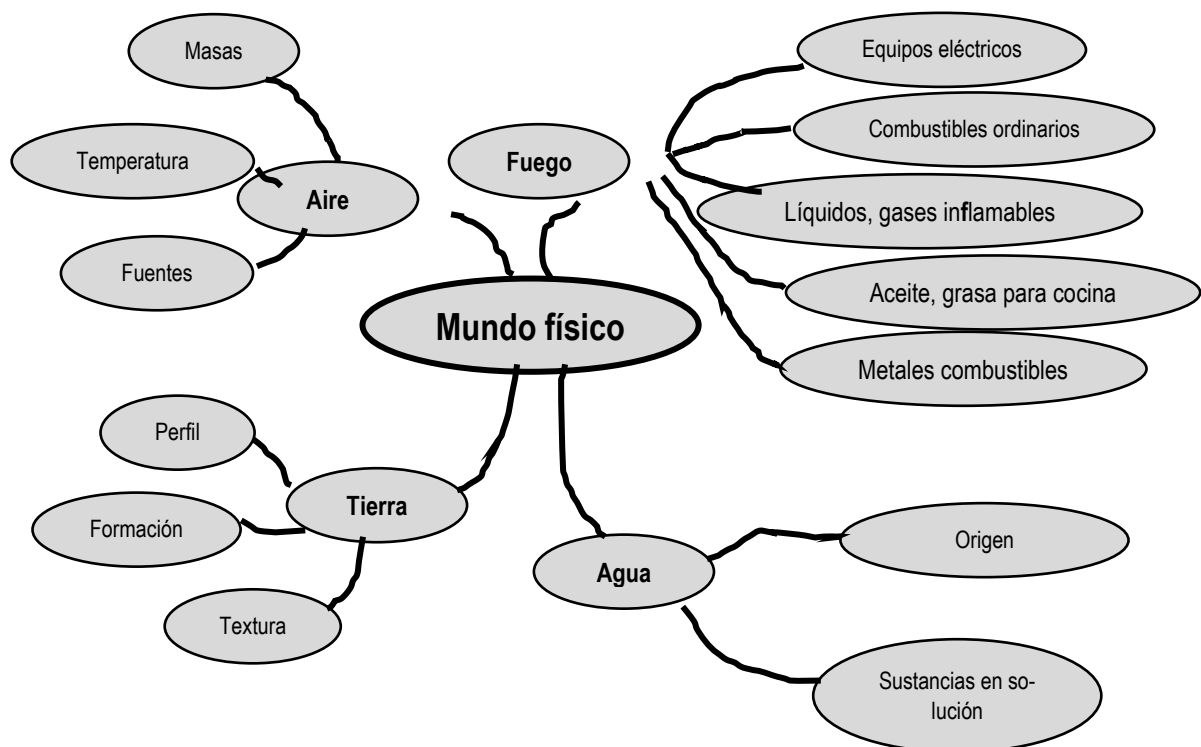 Masas
Temperatura
Aire
Fuentes
Fuego
Equipos eléctricos
Combustibles ordinarios
Líquidos, gases inflamables
Aceite, grasa para cocina
Metales combustibles
Mundo físico
Perfil
Formación
Tierra
Textura
Agua
Origen
Sustancias en so-
lución